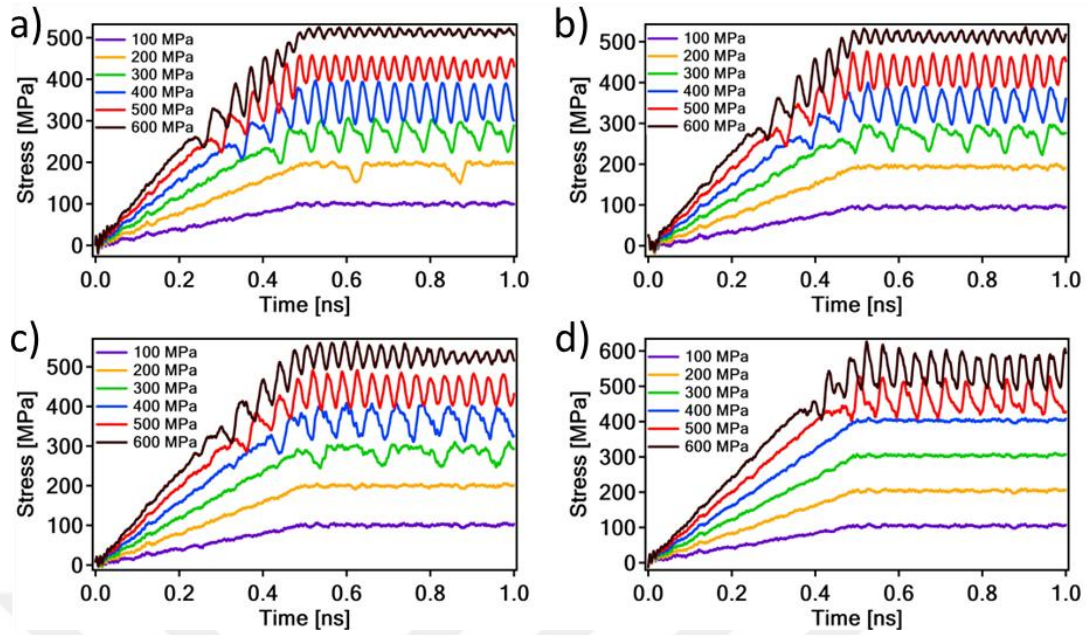 a)
Stress [MPa]
500
400
300
200
100
0
100 MPa
200 MPa
300 MPa
400 MPa
500 MPa
600 MPa
0.0 0.2 0.4 0.6 0.8 1.0
Time [ns]
b)
Stress [MPa]
500
400
300
200
100
0
100 MPa
200 MPa
300 MPa
400 MPa
500 MPa
600 MPa
0.0 0.2 0.4 0.6 0.8 1.0
Time [ns]
c)
Stress [MPa]
500
400
300
200
100
0
100 MPa
200 MPa
300 MPa
400 MPa
500 MPa
600 MPa
0.0 0.2 0.4 0.6 0.8 1.0
Time [ns]
d)
Stress [MPa]
600
500
400
300
200
100
0
100 MPa
200 MPa
300 MPa
400 MPa
500 MPa
600 MPa
0.0 0.2 0.4 0.6 0.8 1.0
Time [ns]